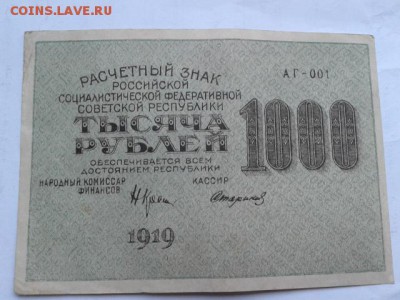 COINS.LAVE.RU
РАСЧЕТНЫЙ ЗНАК
РОССИЙСКОЙ
СОЦИАЛИСТИЧЕСКОЙ ФЕДЕРАТИВНОЙ
СОВЕТСКОЙ РЕСПУБЛИКИ
ТЫСЯЧА
РУБЛЕЙ
ОБЕСПЕЧИВАЕТСЯ ВСЕМ
ДОСТОЯНИЕМ РЕСПУБЛИКИ
НАРОДНЫЙ КОМИССАР
ФИНАНСОВ
КАССИР
1919
АГ-001
1000